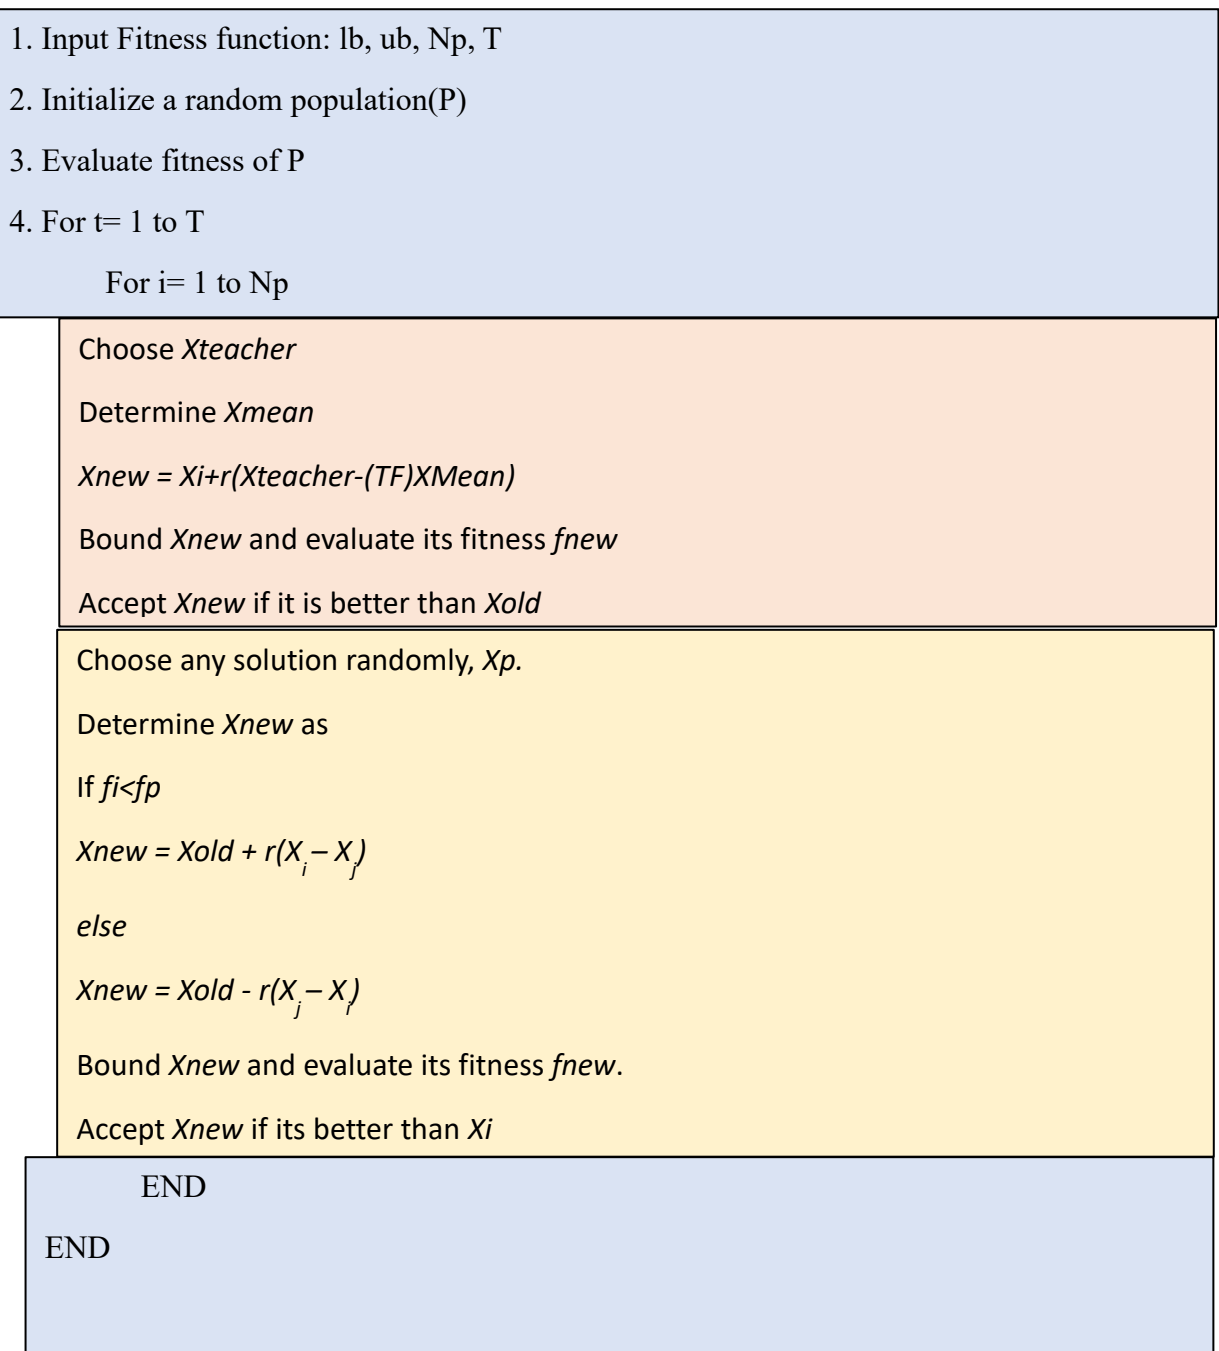 1. Input Fitness function: lb, ub, Np, T
2. Initialize a random population(P)
3. Evaluate fitness of P
4. For t= 1 to T
For i= 1 to Np
Choose Xteacher
Determine Xmean
Xnew = Xi+r(Xteacher-(TF)XMean)
Bound Xnew and evaluate its fitness fnew
Accept Xnew if it is better than Xold
Choose any solution randomly, Xp.
Determine Xnew as
If fi<fp
Xnew = Xold + r(X_i – X_j)
else
Xnew = Xold - r(X_j – X_i)
Bound Xnew and evaluate its fitness fnew.
Accept Xnew if its better than Xi
END
END